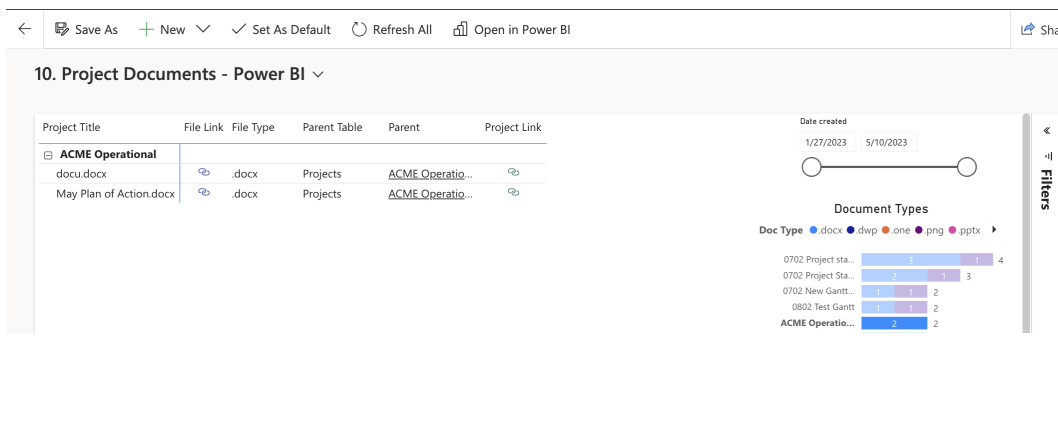 Save As New Set As Default Refresh All Open in Power BI Sha
10. Project Documents - Power BI
Project Title File Link File Type Parent Table Parent Project Link
ACME Operational
docu.docx .docx Projects ACME Operatio...
May Plan of Action.docx .docx Projects ACME Operatio...
Date created
1/27/2023 5/10/2023
Document Types
Doc Type .docx .dwp .one .png .pptx
0702 Project sta... 3 1 4
0702 Project Sta... 2 1 3
0702 New Gantt... 1 1 2
0802 Test Gantt 1 1 2
ACME Operatio... 2 2
Filters